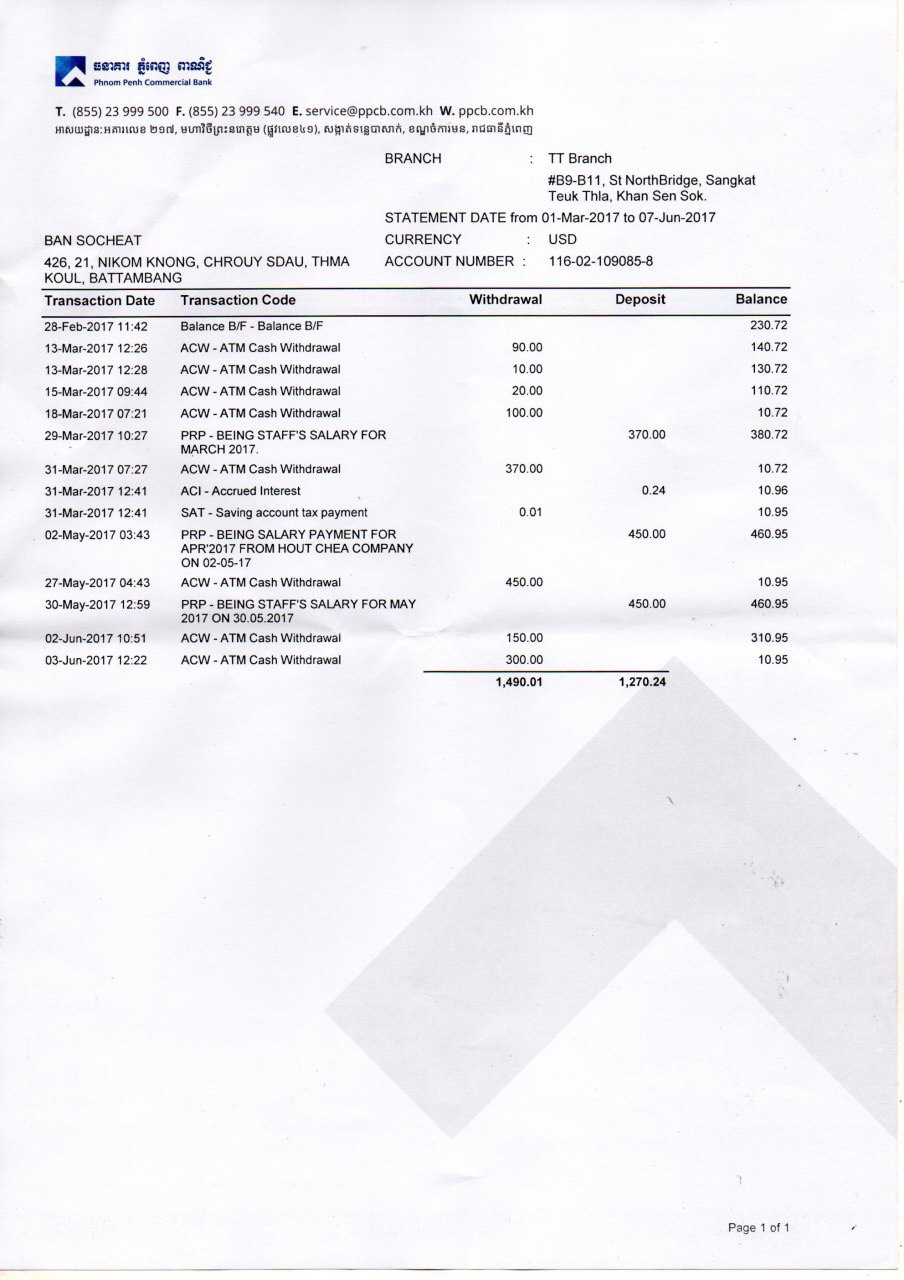 ធនាគារ ភ្នំពេញ ពាណិជ្ជ
Phnom Penh Commercial Bank
T. (855) 23 999 500 F. (855) 23 999 540 E. service@ppcb.com.kh W. ppcb.com.kh
អាសយដ្ឋាន:អគារលេខ ២១៧, មហាវិថីព្រះនរោត្តម (ផ្លូវលេខ៤១), សង្កាត់ទន្លេបាសាក់, ខណ្ឌចំការមន, រាជធានីភ្នំពេញ
BRANCH : TT Branch
#B9-B11, St NorthBridge, Sangkat
Teuk Thla, Khan Sen Sok.
STATEMENT DATE from 01-Mar-2017 to 07-Jun-2017
BAN SOCHEAT CURRENCY : USD
426, 21, NIKOM KNONG, CHROUY SDAU, THMA ACCOUNT NUMBER : 116-02-109085-8
KOUL, BATTAMBANG
Transaction Date Transaction Code Withdrawal Deposit Balance
28-Feb-2017 11:42 Balance B/F - Balance B/F 230.72
13-Mar-2017 12:26 ACW - ATM Cash Withdrawal 90.00 140.72
13-Mar-2017 12:28 ACW - ATM Cash Withdrawal 10.00 130.72
15-Mar-2017 09:44 ACW - ATM Cash Withdrawal 20.00 110.72
18-Mar-2017 07:21 ACW - ATM Cash Withdrawal 100.00 10.72
29-Mar-2017 10:27 PRP - BEING STAFF'S SALARY FOR 370.00 380.72
MARCH 2017.
31-Mar-2017 07:27 ACW - ATM Cash Withdrawal 370.00 10.72
31-Mar-2017 12:41 ACI - Accrued Interest 0.24 10.96
31-Mar-2017 12:41 SAT - Saving account tax payment 0.01 10.95
02-May-2017 03:43 PRP - BEING SALARY PAYMENT FOR 450.00 460.95
APR'2017 FROM HOUT CHEA COMPANY
ON 02-05-17
27-May-2017 04:43 ACW - ATM Cash Withdrawal 450.00 10.95
30-May-2017 12:59 PRP - BEING STAFF'S SALARY FOR MAY 450.00 460.95
2017 ON 30.05.2017
02-Jun-2017 10:51 ACW - ATM Cash Withdrawal 150.00 310.95
03-Jun-2017 12:22 ACW - ATM Cash Withdrawal 300.00 10.95
1,490.01 1,270.24
Page 1 of 1